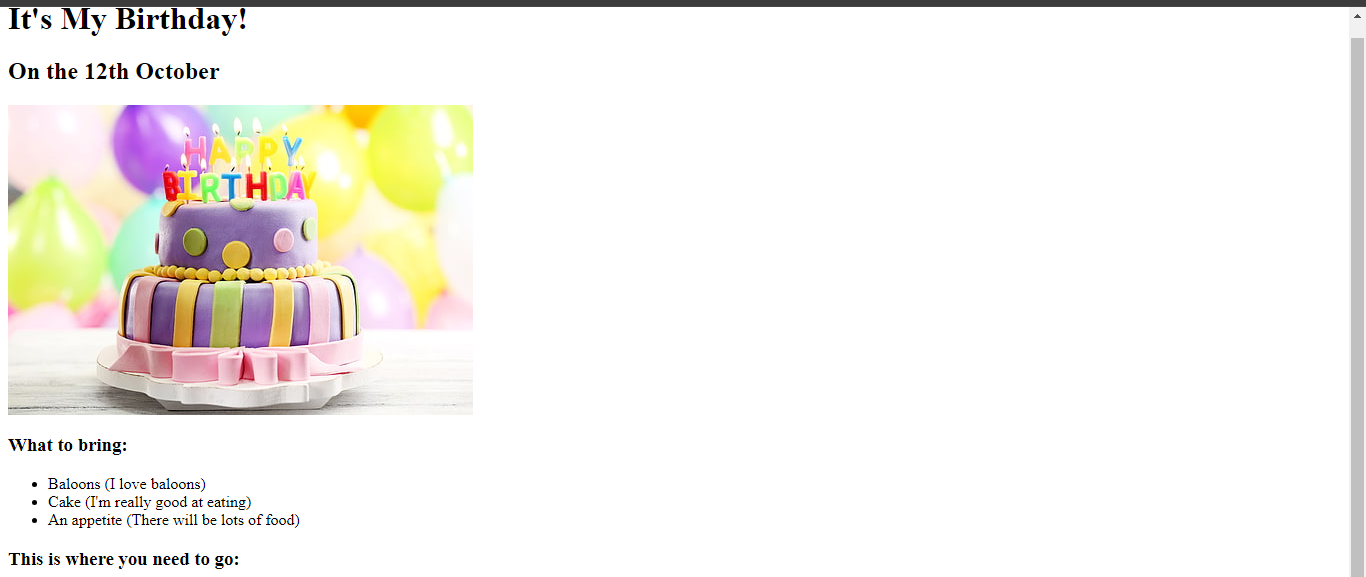 It's My Birthday!
On the 12th October
HAPPY
BIRTHDAY
What to bring:
Baloons (I love baloons)
Cake (I'm really good at eating)
An appetite (There will be lots of food)
This is where you need to go: